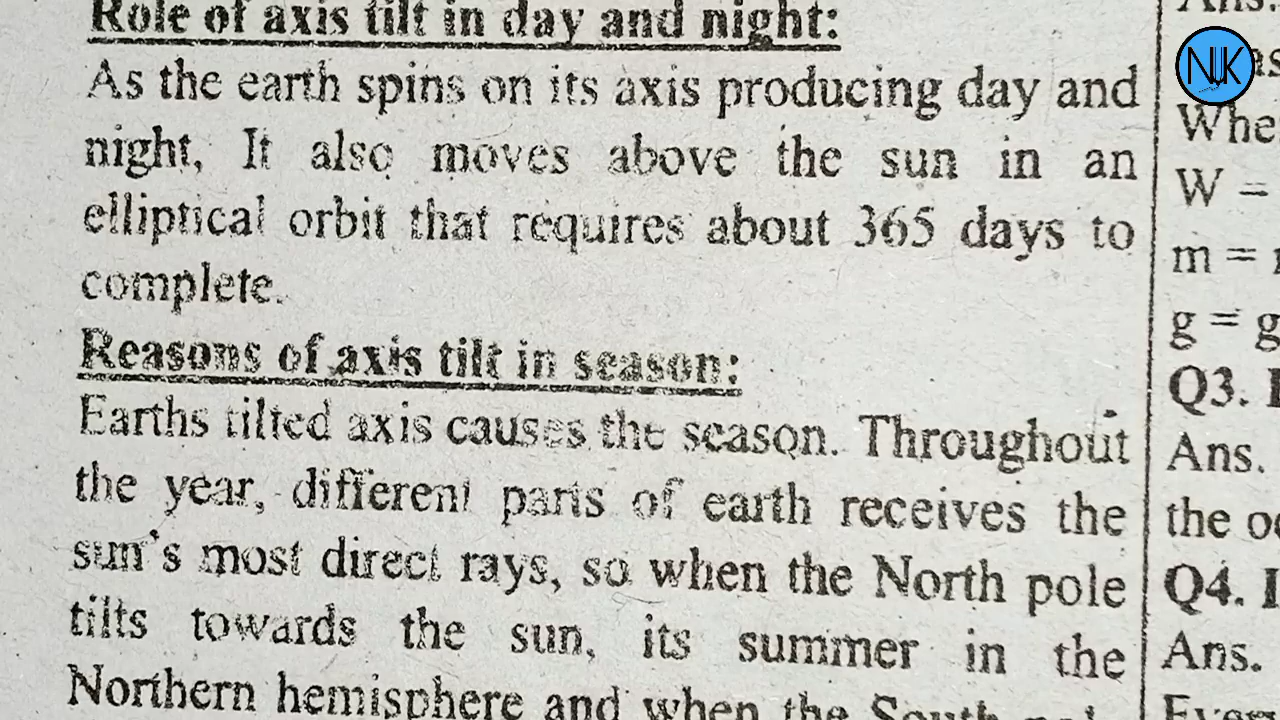 Role of axis tilt in day and night:
As the earth spins on its axis producing day and
night, It also moves above the sun in an
elliptical orbit that requires about 365 days to
complete.
Reasons of axis tilt in season:
Earths tilted axis causes the season. Throughout
the year, different parts of earth receives the
sun's most direct rays, so when the North pole
tilts towards the sun, its summer in the
Northern hemisphere and when the South
Ans.
W =
m =
g = g
Q3.
Ans.
the
Q4.
Ans.
NJK